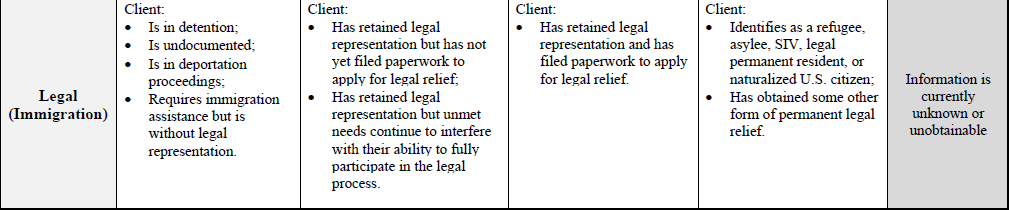 Legal
(Immigration)
Client:
• Is in detention;
• Is undocumented;
• Is in deportation
proceedings;
• Requires immigration
assistance but is
without legal
representation.
Client:
• Has retained legal
representation but has not
yet filed paperwork to
apply for legal relief;
• Has retained legal
representation but unmet
needs continue to interfere
with their ability to fully
participate in the legal
process.
Client:
• Has retained legal
representation and has
filed paperwork to apply
for legal relief.
Client:
• Identifies as a refugee,
asylee, SIV, legal
permanent resident, or
naturalized U.S. citizen;
• Has obtained some other
form of permanent legal
relief.
Information is
currently
unknown or
unobtainable